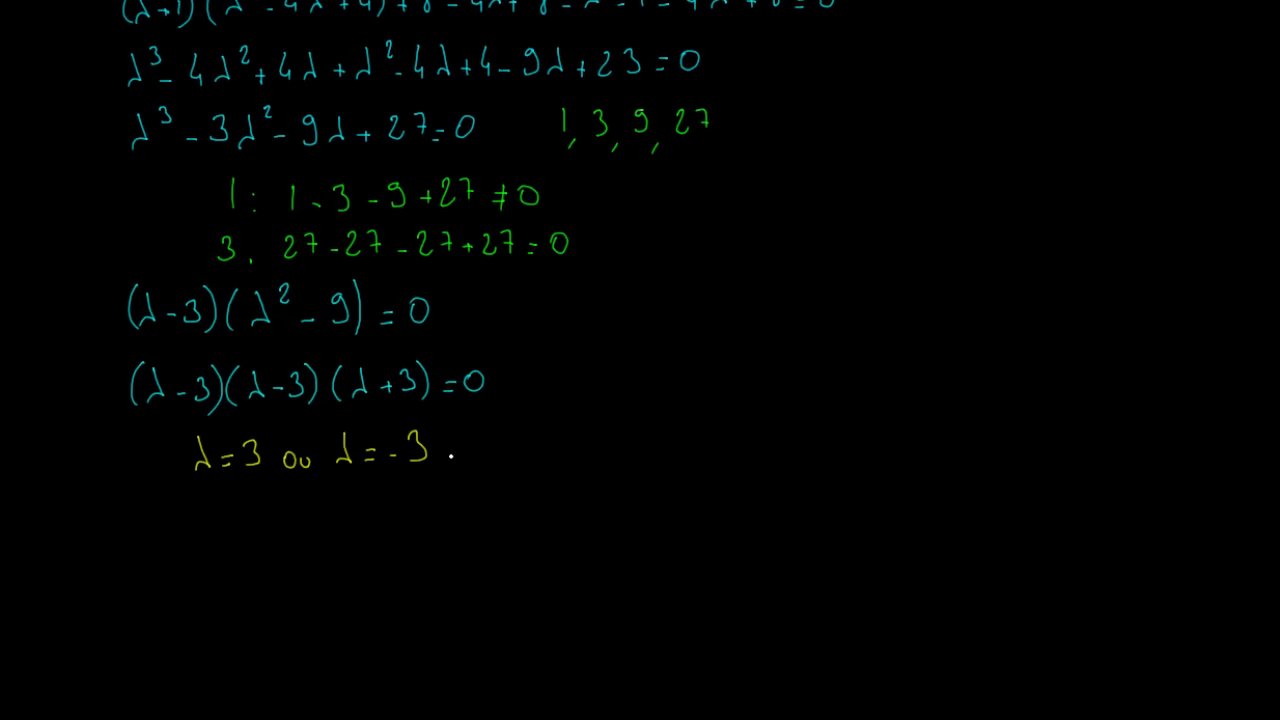 λ³ - 4λ² + 4λ + λ² - 4λ + 4 - 9λ + 23 = 0
λ³ - 3λ² - 9λ + 27 = 0 1, 3, 9, 27
1: 1 - 3 - 9 + 27 ≠ 0
3. 27 - 27 - 27 + 27 = 0
(λ - 3)(λ² - 9) = 0
(λ - 3)(λ - 3)(λ + 3) = 0
λ = 3 ou λ = -3